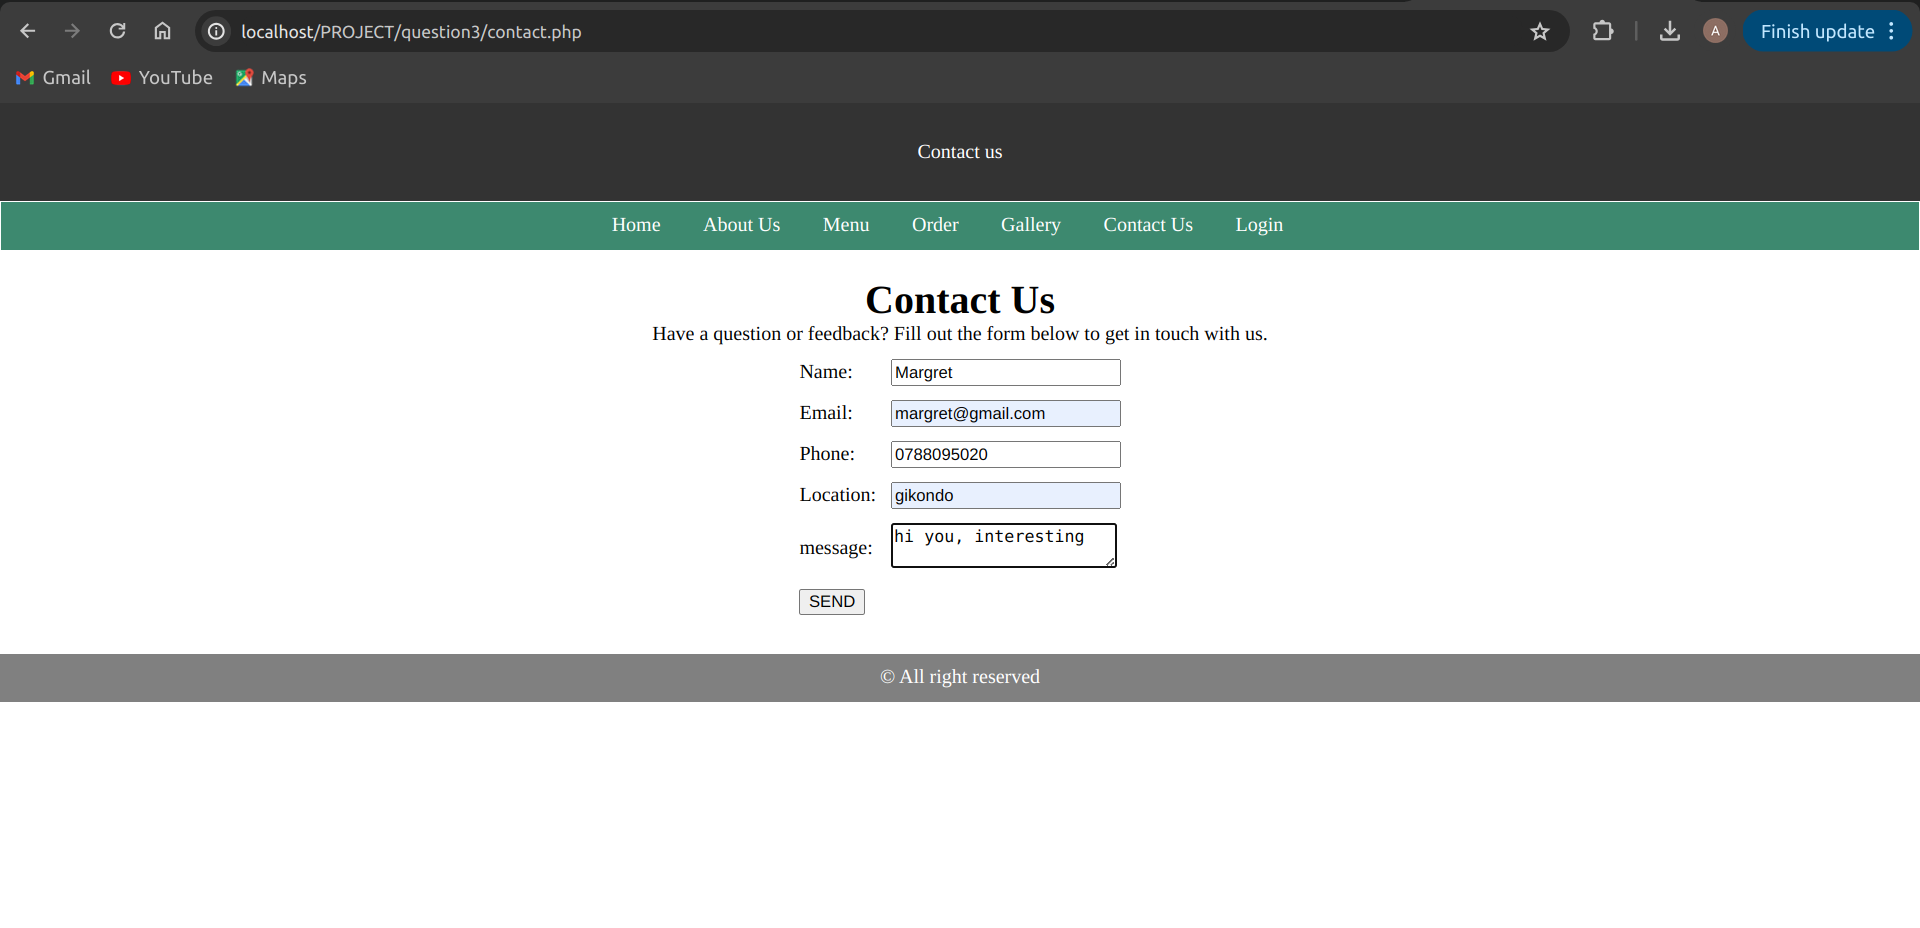 localhost/PROJECT/question3/contact.php
A
Finish update
Gmail YouTube Maps
Contact us
Home About Us Menu Order Gallery Contact Us Login
Contact Us
Have a question or feedback? Fill out the form below to get in touch with us.
Name: Margret
Email: margret@gmail.com
Phone: 0788095020
Location: gikondo
message: hi you, interesting
SEND
© All right reserved